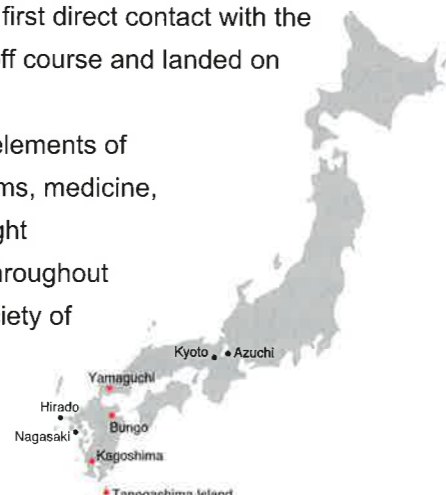 first direct contact with the
ff course and landed on
elements of
ms, medicine,
ght
roughout
iety of
Kyoto
Azuchi
Yamaguchi
Hirado
Bungo
Nagasaki
Kagoshima
Tanegashima Island